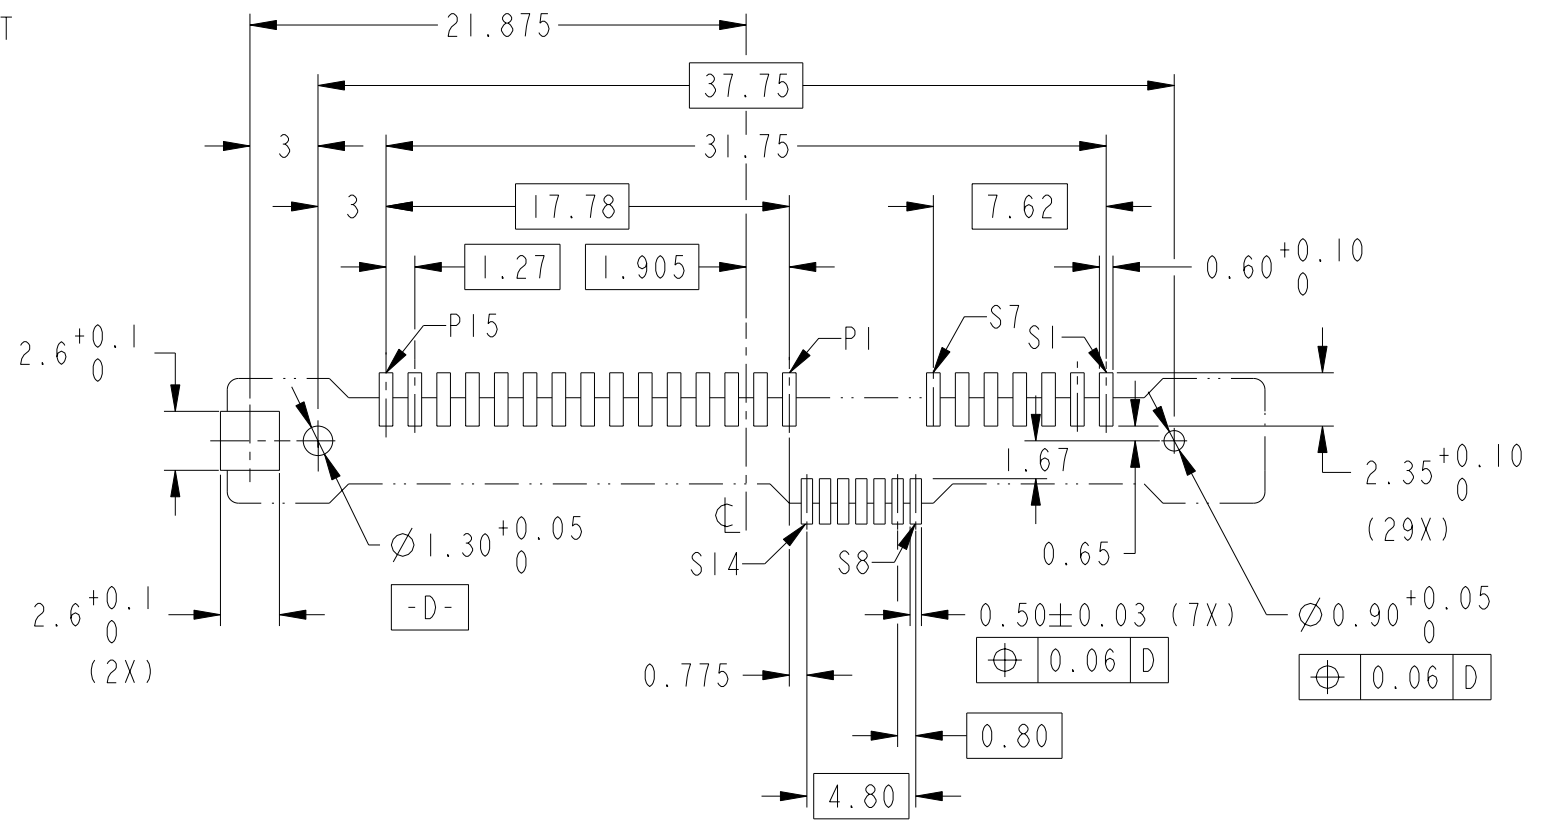 T
21.875
37.75
3
31.75
3
17.78
7.62
1.27
1.905
0.60 +0.10
0
P15
P1
S7
S1
2.6 +0.1
0
1.67
2.35 +0.10
0
(29X)
℄
Ø1.30 +0.05
0
S14
S8
0.65
-D-
2.6 +0.1
0
(2X)
0.50±0.03 (7X)
⌖ 0.06 D
Ø0.90 +0.05
0
⌖ 0.06 D
0.775
0.80
4.80